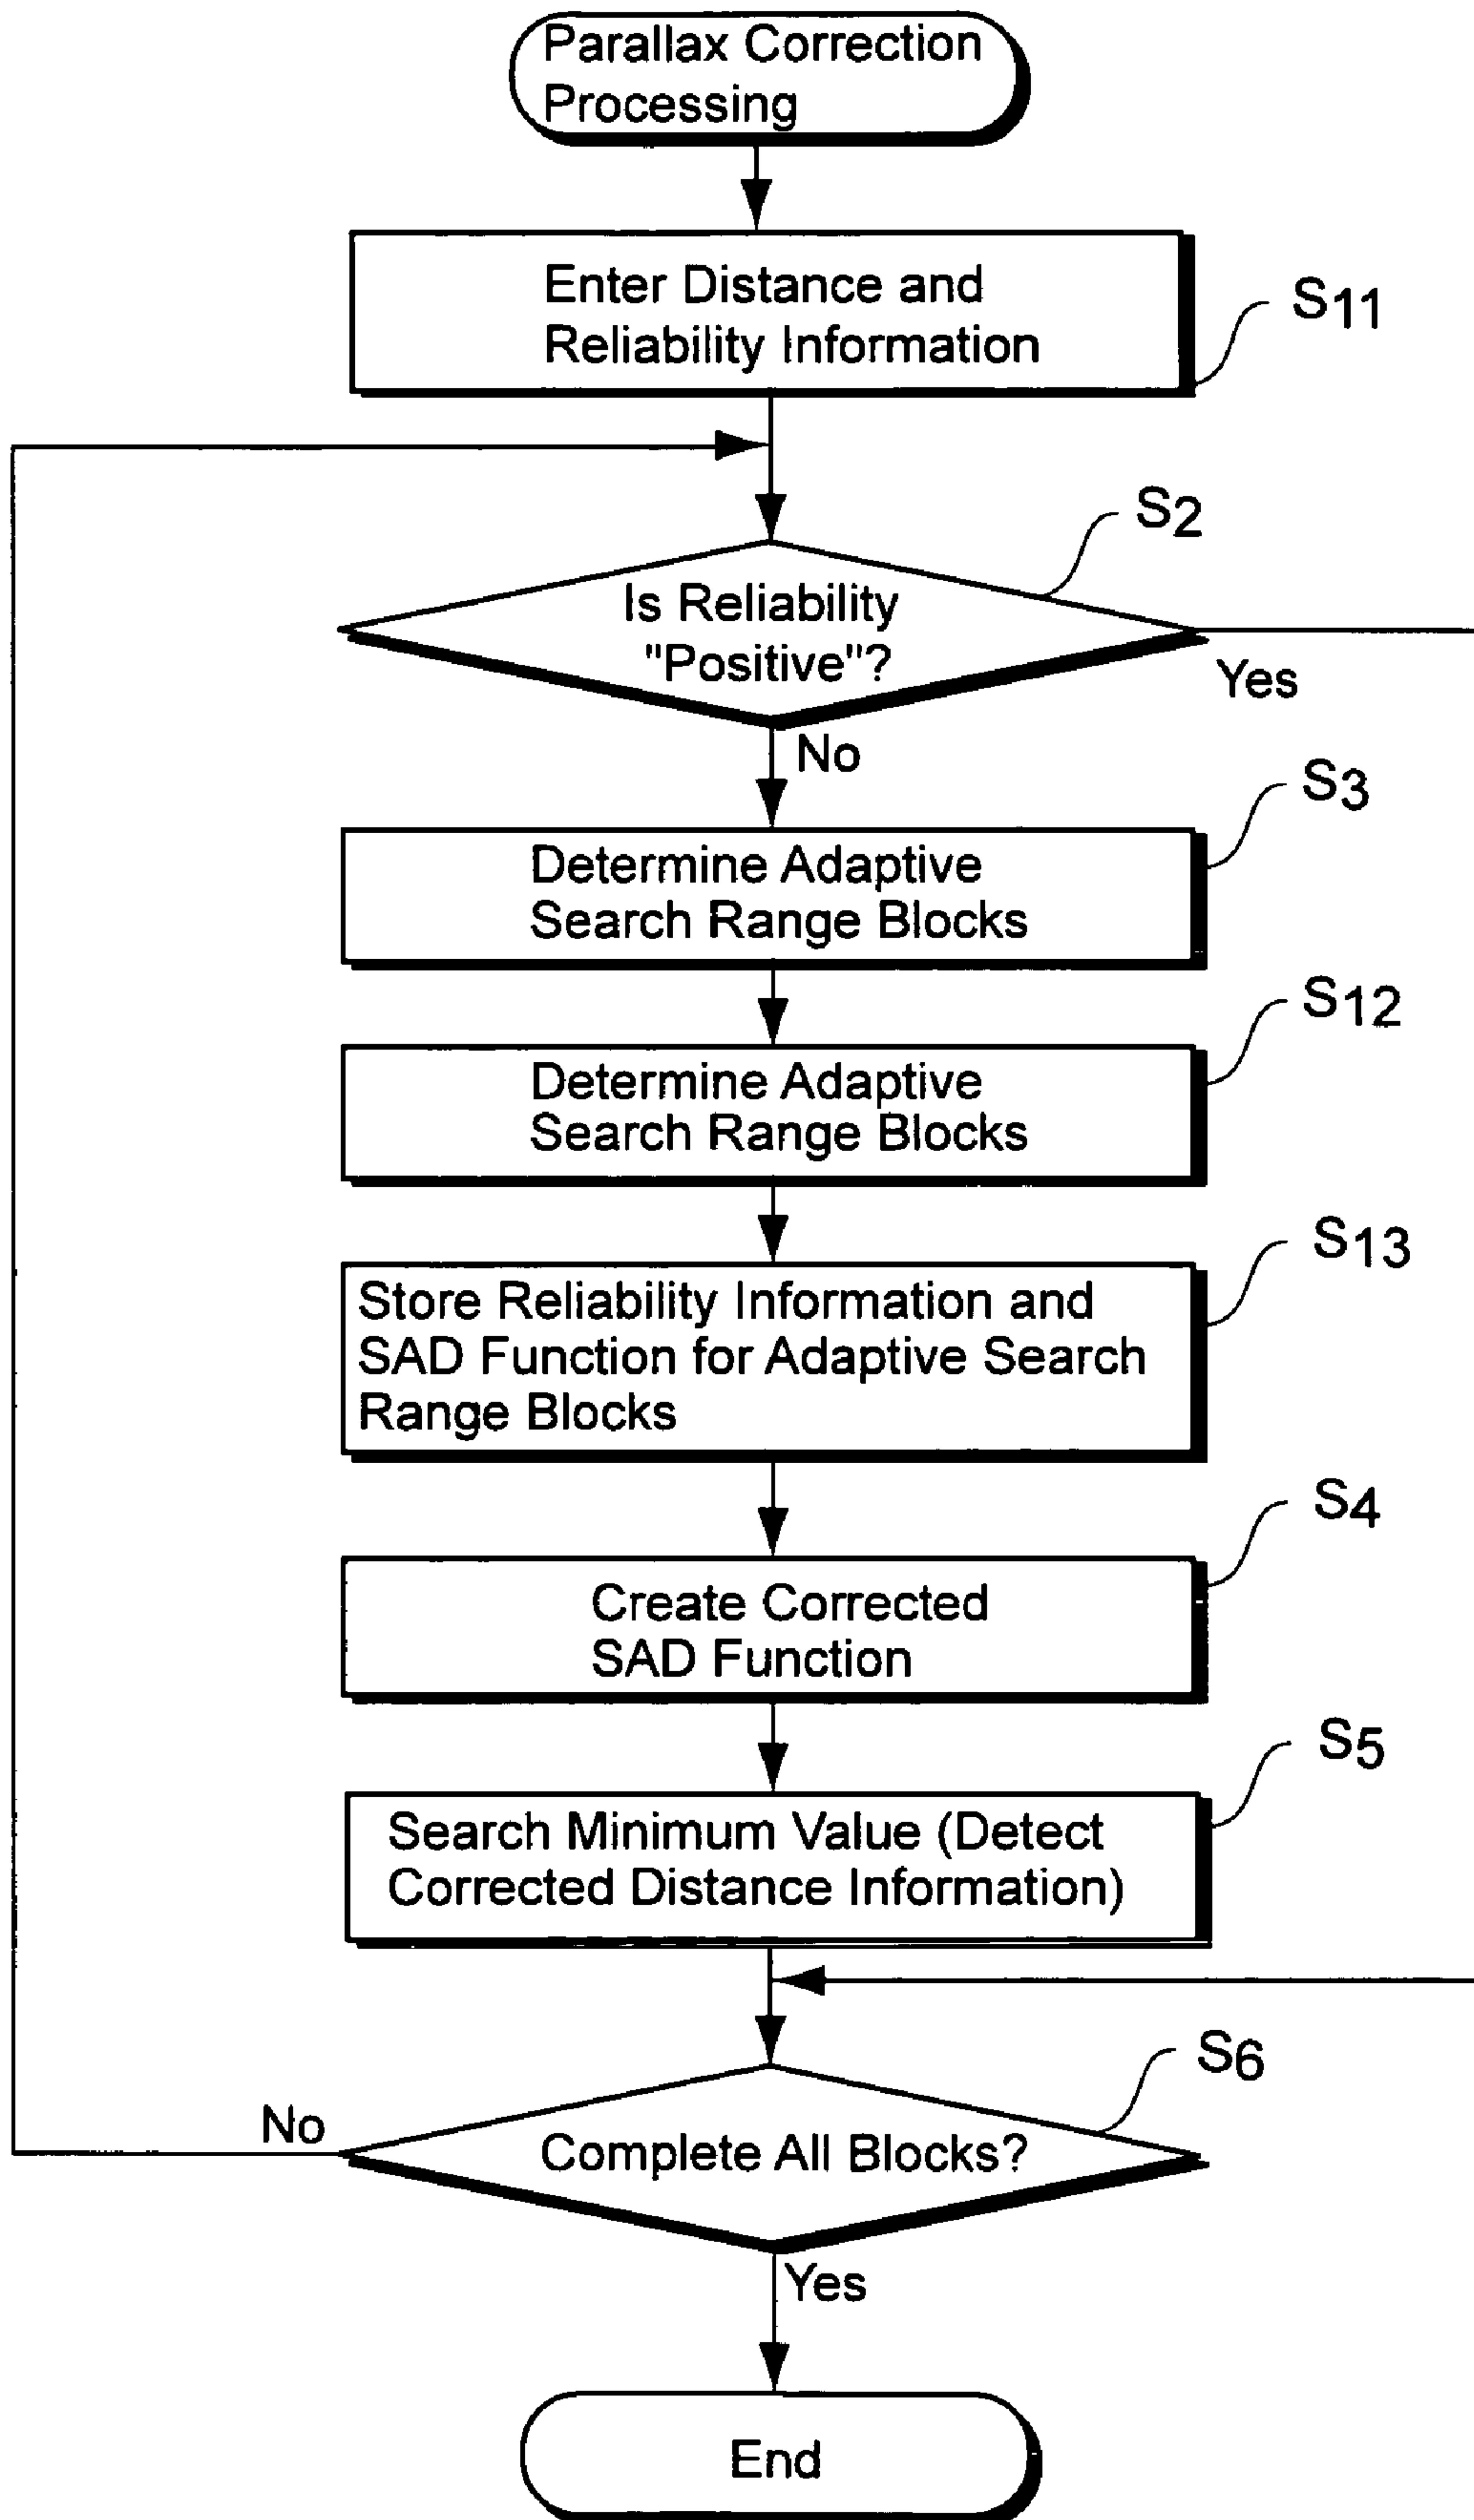 Parallax Correction
Processing
Enter Distance and
Reliability Information
S11
S2
Is Reliability
"Positive"?
Yes
No
S3
Determine Adaptive
Search Range Blocks
S12
Determine Adaptive
Search Range Blocks
S13
Store Reliability Information and
SAD Function for Adaptive Search
Range Blocks
S4
Create Corrected
SAD Function
S5
Search Minimum Value (Detect
Corrected Distance Information)
S6
No
Complete All Blocks?
Yes
End